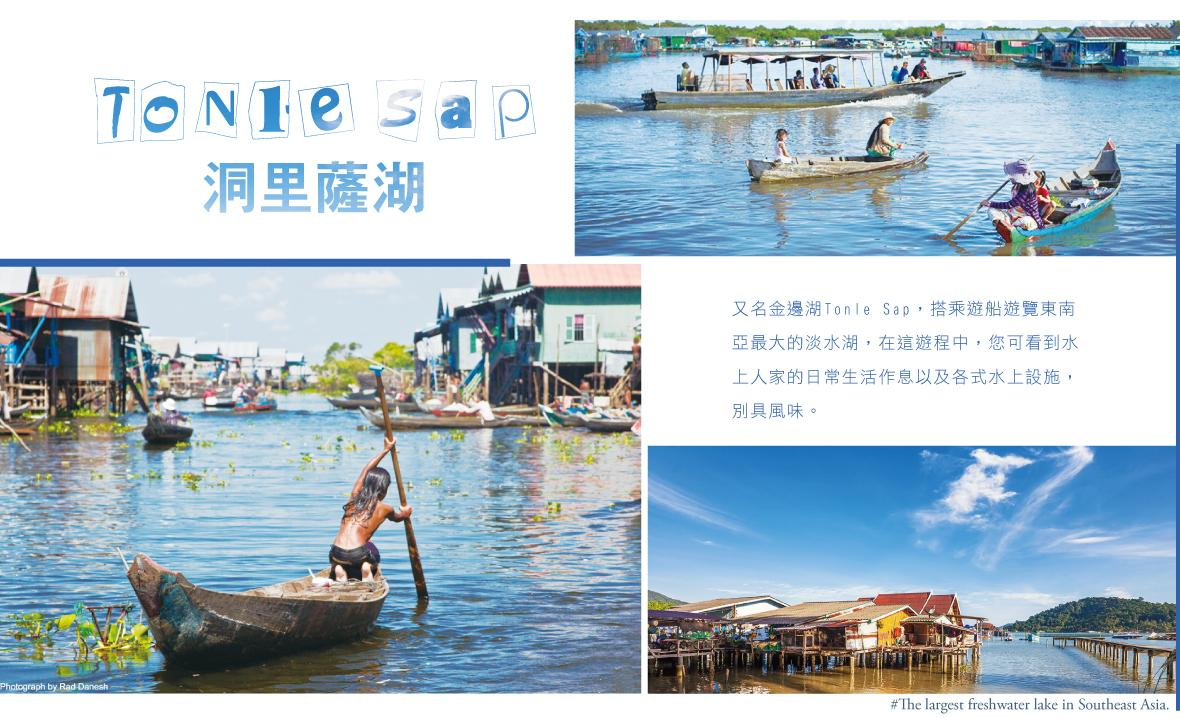 Tonle Sap
洞里薩湖
又名金邊湖Tonle Sap，搭乘遊船遊覽東南
亞最大的淡水湖，在這遊程中，您可看到水
上人家的日常生活作息以及各式水上設施，
別具風味。
Photograph by Rad Danesh
#The largest freshwater lake in Southeast Asia.